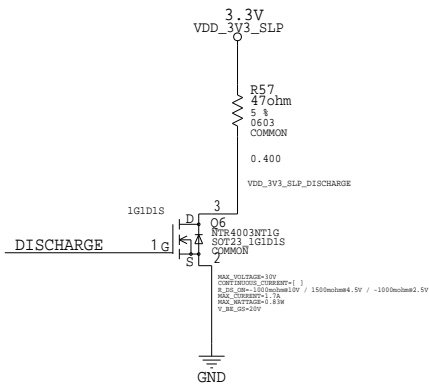 3.3V
VDD_3V3_SLP
R57
47ohm
5 %
0603
COMMON
0.400
VDD_3V3_SLP_DISCHARGE
1G1D1S
3
D
Q6
NTR4003NT1G
SOT23_1G1D1S
COMMON
DISCHARGE
1
G
S
2
MAX_VOLTAGE=30V
CONTINUOUS_CURRENT=[ ]
R_DS_ON=-1000mohm@10V / 1500mohm@4.5V / -1000mohm@2.5V
MAX_CURRENT=1.7A
MAX_WATTAGE=0.83W
V_BE_GS=20V
GND